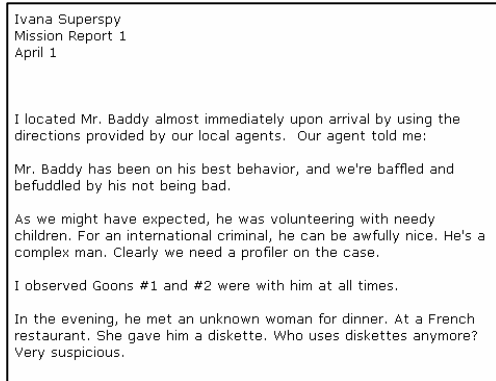 Ivana Superspy
Mission Report 1
April 1
I located Mr. Baddy almost immediately upon arrival by using the
directions provided by our local agents.  Our agent told me:
Mr. Baddy has been on his best behavior, and we're baffled and
befuddled by his not being bad.
As we might have expected, he was volunteering with needy
children. For an international criminal, he can be awfully nice. He's a
complex man. Clearly we need a profiler on the case.
I observed Goons #1 and #2 were with him at all times.
In the evening, he met an unknown woman for dinner. At a French
restaurant. She gave him a diskette. Who uses diskettes anymore?
Very suspicious.